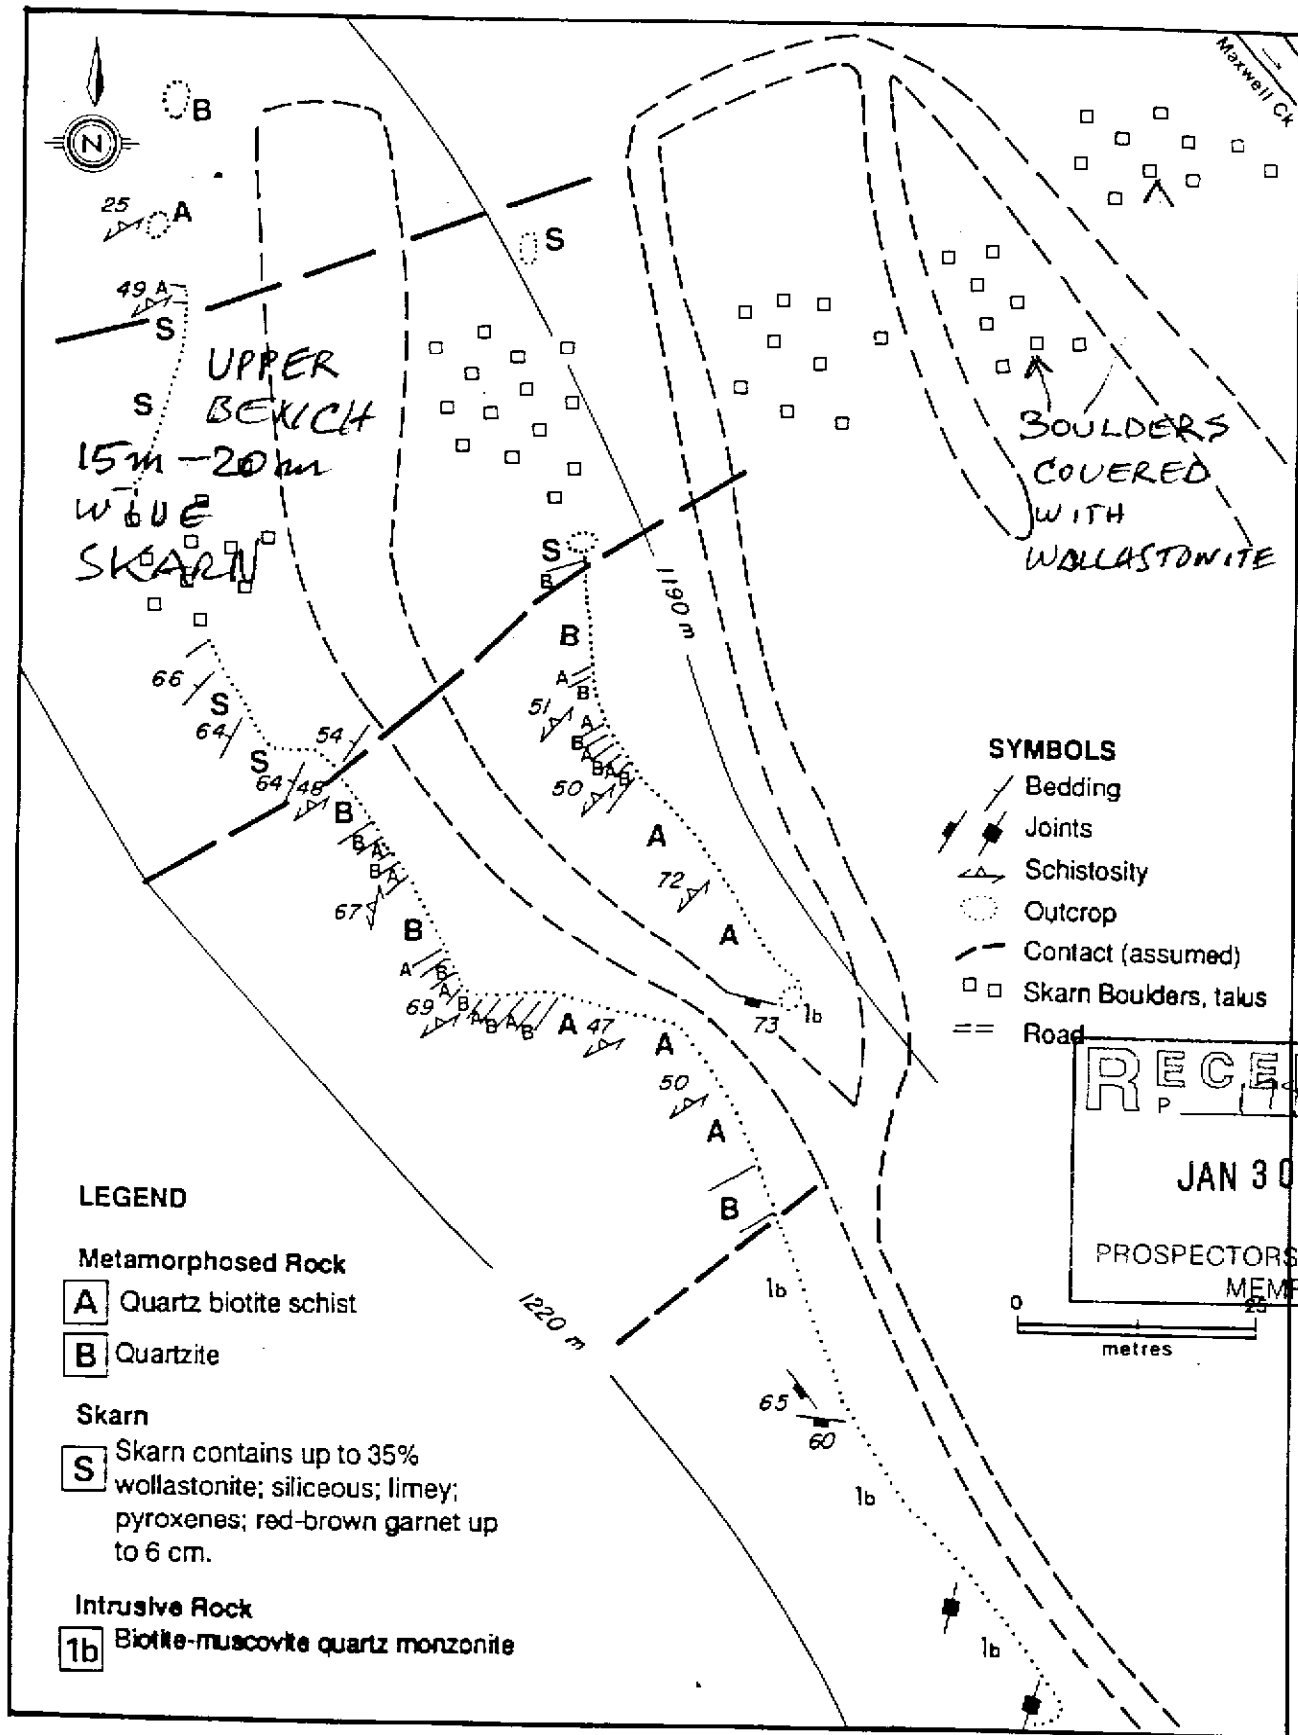 Maxwell Ck
N
B
25
A
S
49 A
S
S
UPPER
BENCH
15m-20m
WIDE
SKARN
BOULDERS
COVERED
WITH
WALLASTONITE
S
B
1190 m
B
A
B
66
S
51
A
64
54
B
A
S
B
A
B
64
48
50
B
A
B
A
B
A
72
67
B
A
A
B
A
69
B
A
B
A
B
A
47
A
73
1b
50
A
B
SYMBOLS
Bedding
Joints
Schistosity
Outcrop
Contact (assumed)
Skarn Boulders, talus
Road
RECEI
P
JAN 30
PROSPECTORS
MEMP
0 25
metres
1220 m
1b
65
60
1b
1b
LEGEND
Metamorphosed Rock
A Quartz biotite schist
B Quartzite
Skarn
S Skarn contains up to 35%
wollastonite; siliceous; limey;
pyroxenes; red-brown garnet up
to 6 cm.
Intrusive Rock
1b Biotite-muscovite quartz monzonite